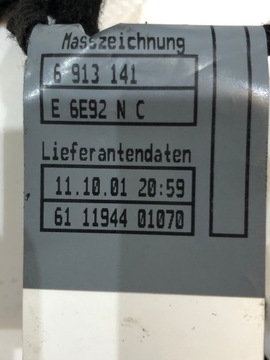 Masszeichnung
6 913 141
E 6E92 N C
Lieferantendaten
11.10.01 20:59
61 11944 01070